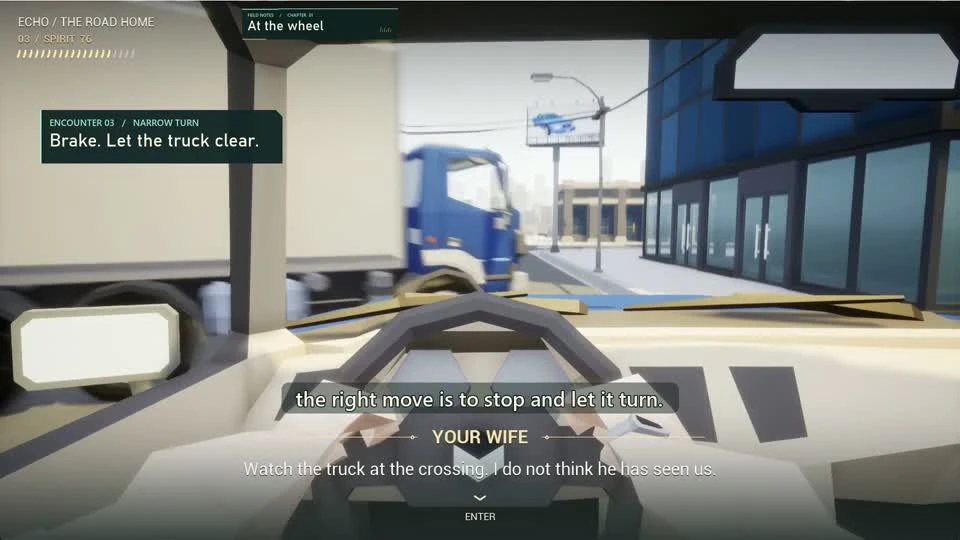 ECHO / THE ROAD HOME
03 / SPIRIT 76
FIELD NOTES / CHAPTER 01
At the wheel
ENCOUNTER 03 / NARROW TURN
Brake. Let the truck clear.
the right move is to stop and let it turn.
YOUR WIFE
Watch the truck at the crossing. I do not think he has seen us.
ENTER